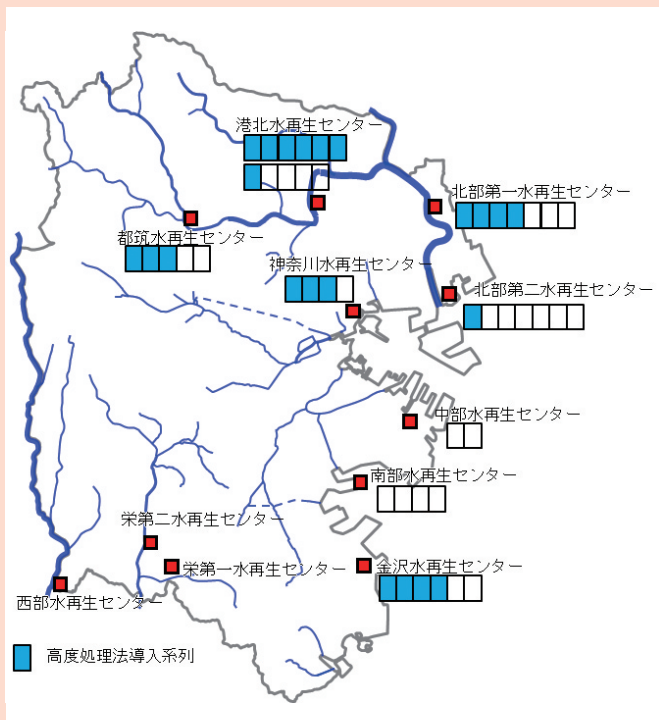 港北水再生センター
北部第一水再生センター
都筑水再生センター
神奈川水再生センター
北部第二水再生センター
中部水再生センター
南部水再生センター
栄第二水再生センター
栄第一水再生センター
金沢水再生センター
西部水再生センター
高度処理法導入系列